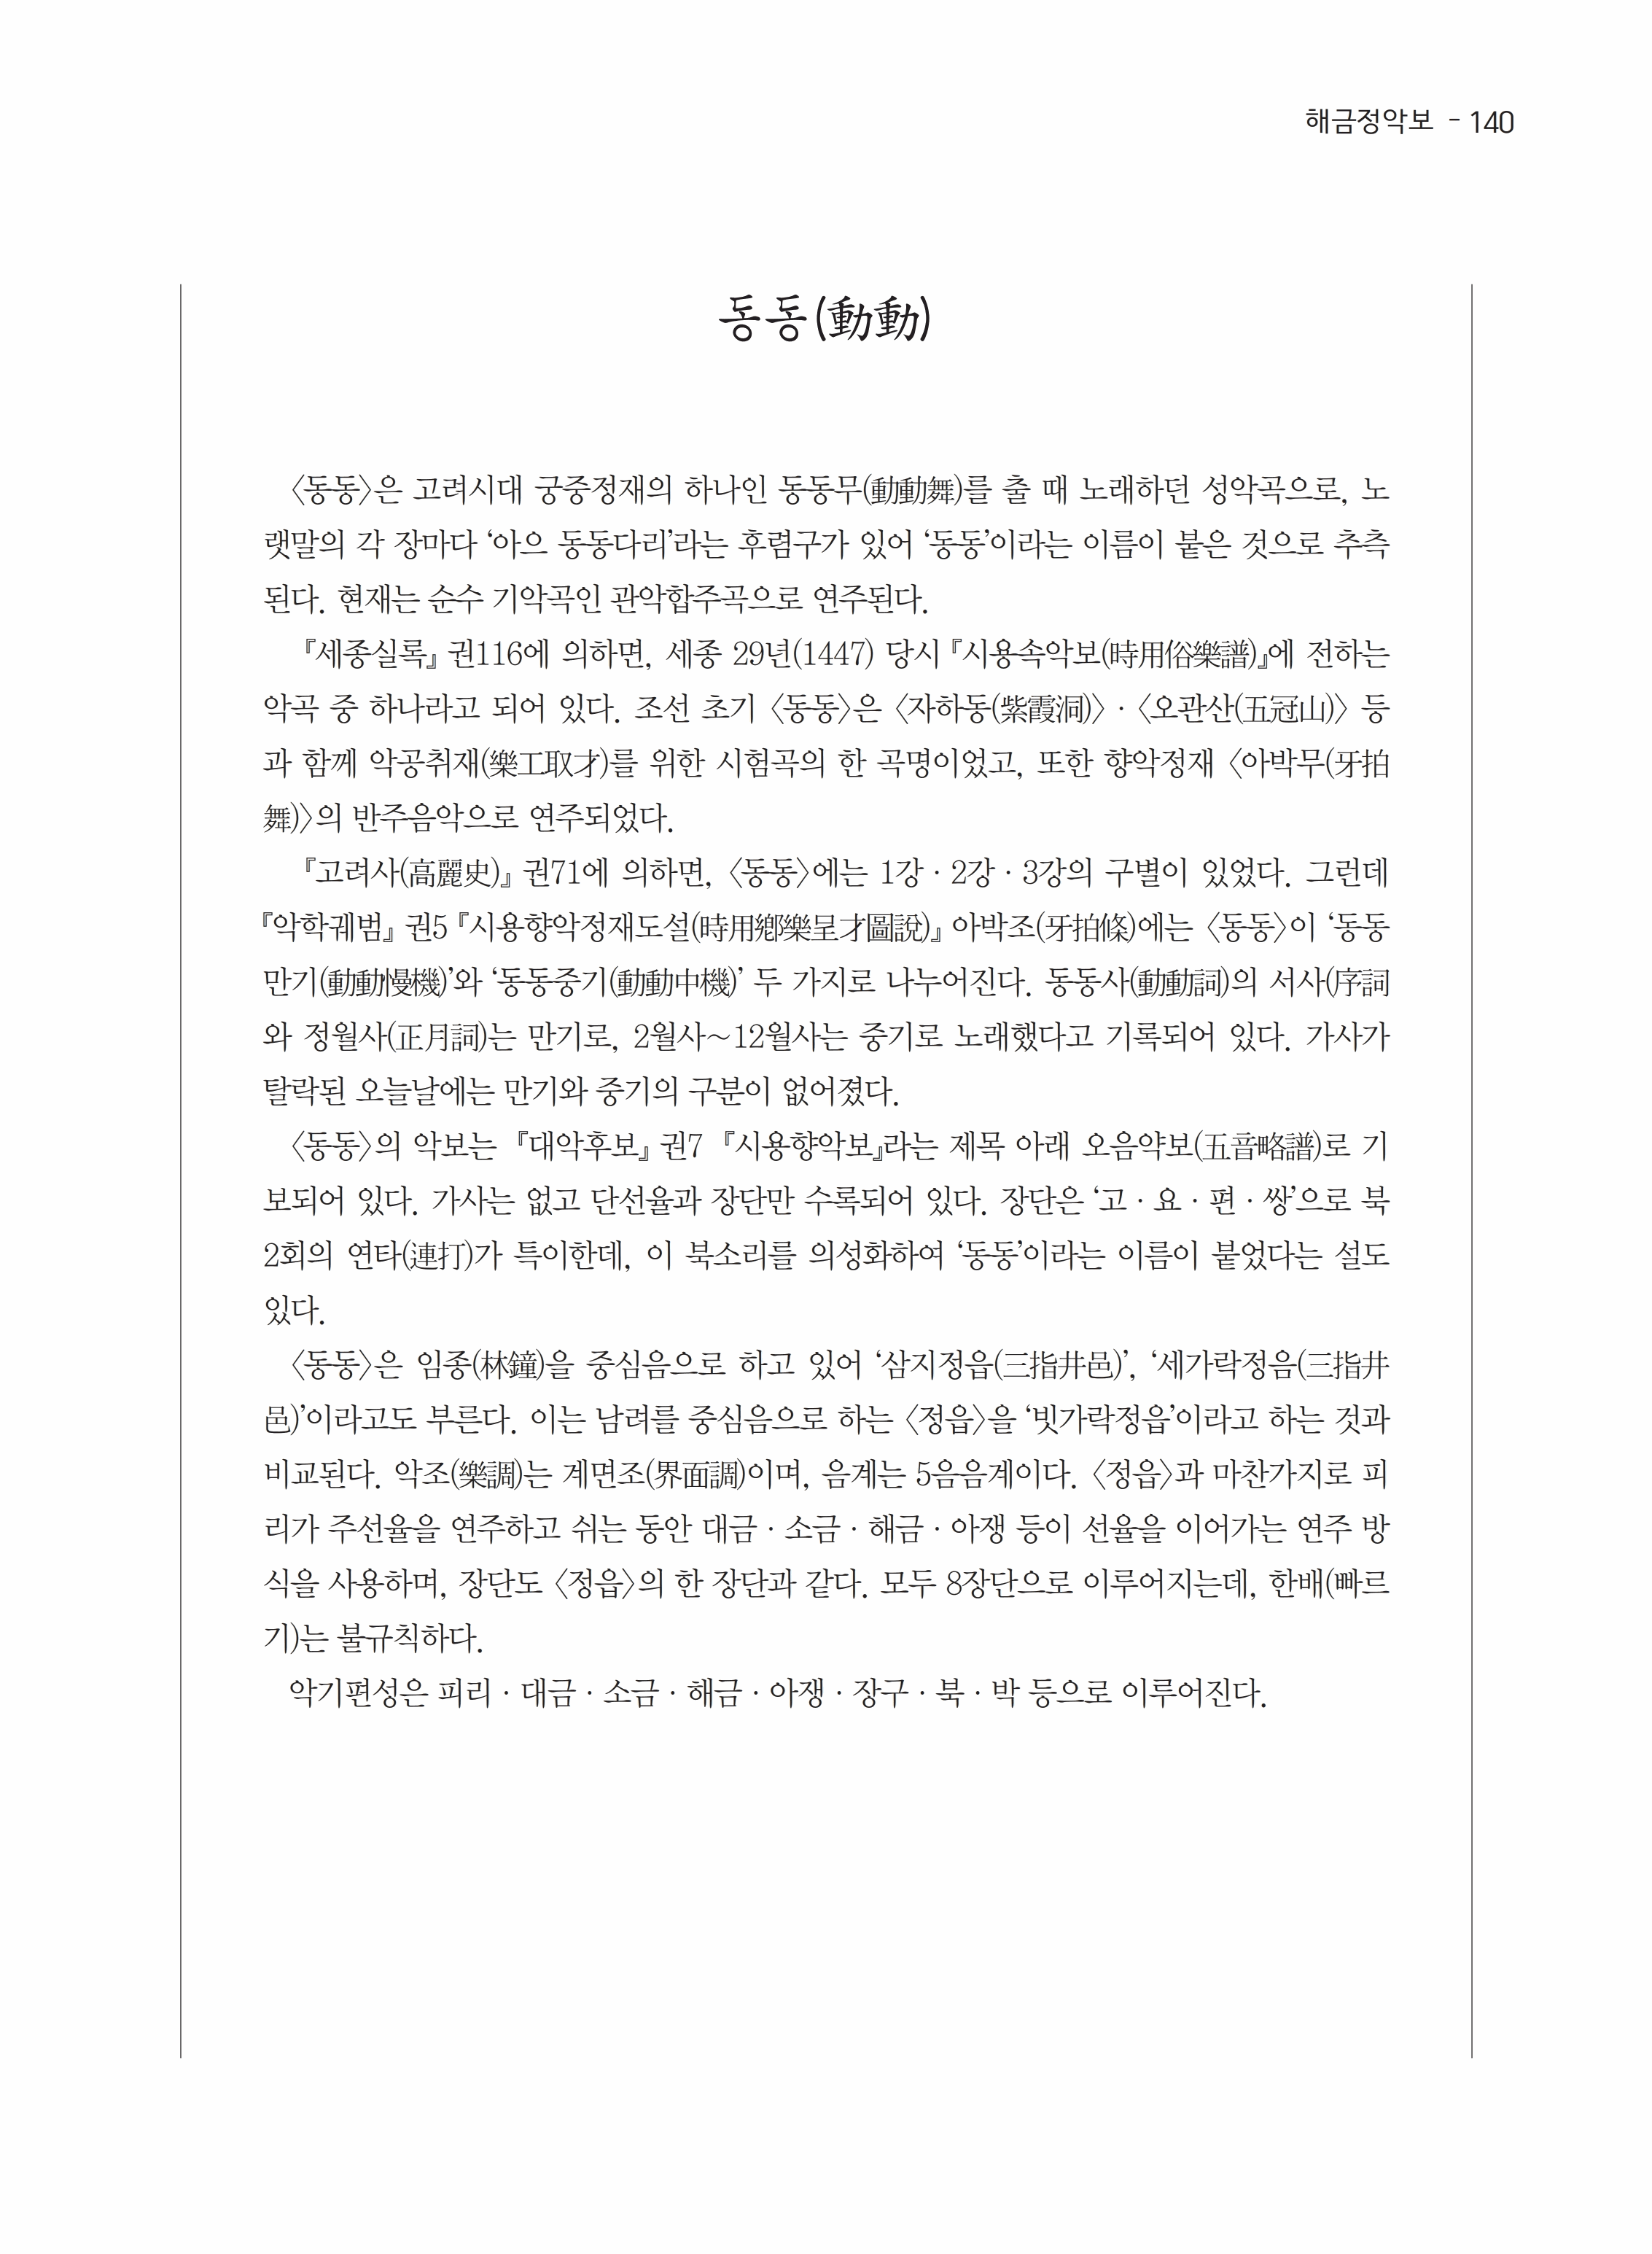 해금정악보 - 140
동동(動動)
〈동동〉은 고려시대 궁중정재의 하나인 동동무(動動舞)를 출 때 노래하던 성악곡으로, 노
랫말의 각 장마다 ‘아으 동동다리’라는 후렴구가 있어 ‘동동’이라는 이름이 붙은 것으로 추측
된다. 현재는 순수 기악곡인 관악합주곡으로 연주된다.
『세종실록』 권116에 의하면, 세종 29년(1447) 당시 『시용속악보(時用俗樂譜)』에 전하는
악곡 중 하나라고 되어 있다. 조선 초기 〈동동〉은 〈자하동(紫霞洞)〉·〈오관산(五冠山)〉 등
과 함께 악공취재(樂工取才)를 위한 시험곡의 한 곡명이었고, 또한 향악정재 〈아박무(牙拍
舞)〉의 반주음악으로 연주되었다.
『고려사(高麗史)』 권71에 의하면, 〈동동〉에는 1강·2강·3강의 구별이 있었다. 그런데
『악학궤범』 권5 『시용향악정재도설(時用鄕樂呈才圖說)』 아박조(牙拍條)에는 〈동동〉이 ‘동동
만기(動動慢機)’와 ‘동동중기(動動中機)’ 두 가지로 나누어진다. 동동사(動動詞)의 서사(序詞
와 정월사(正月詞)는 만기로, 2월사~12월사는 중기로 노래했다고 기록되어 있다. 가사가
탈락된 오늘날에는 만기와 중기의 구분이 없어졌다.
〈동동〉의 악보는 『대악후보』 권7 『시용향악보』라는 제목 아래 오음약보(五音略譜)로 기
보되어 있다. 가사는 없고 단선율과 장단만 수록되어 있다. 장단은 ‘고·요·편·쌍’으로 북
2회의 연타(連打)가 특이한데, 이 북소리를 의성화하여 ‘동동’이라는 이름이 붙었다는 설도
있다.
〈동동〉은 임종(林鐘)을 중심음으로 하고 있어 ‘삼지정읍(三指井邑)’, ‘세가락정음(三指井
邑)’이라고도 부른다. 이는 남려를 중심음으로 하는 〈정읍〉을 ‘빗가락정읍’이라고 하는 것과
비교된다. 악조(樂調)는 계면조(界面調)이며, 음계는 5음음계이다. 〈정읍〉과 마찬가지로 피
리가 주선율을 연주하고 쉬는 동안 대금·소금·해금·아쟁 등이 선율을 이어가는 연주 방
식을 사용하며, 장단도 〈정읍〉의 한 장단과 같다. 모두 8장단으로 이루어지는데, 한배(빠르
기)는 불규칙하다.
악기편성은 피리·대금·소금·해금·아쟁·장구·북·박 등으로 이루어진다.